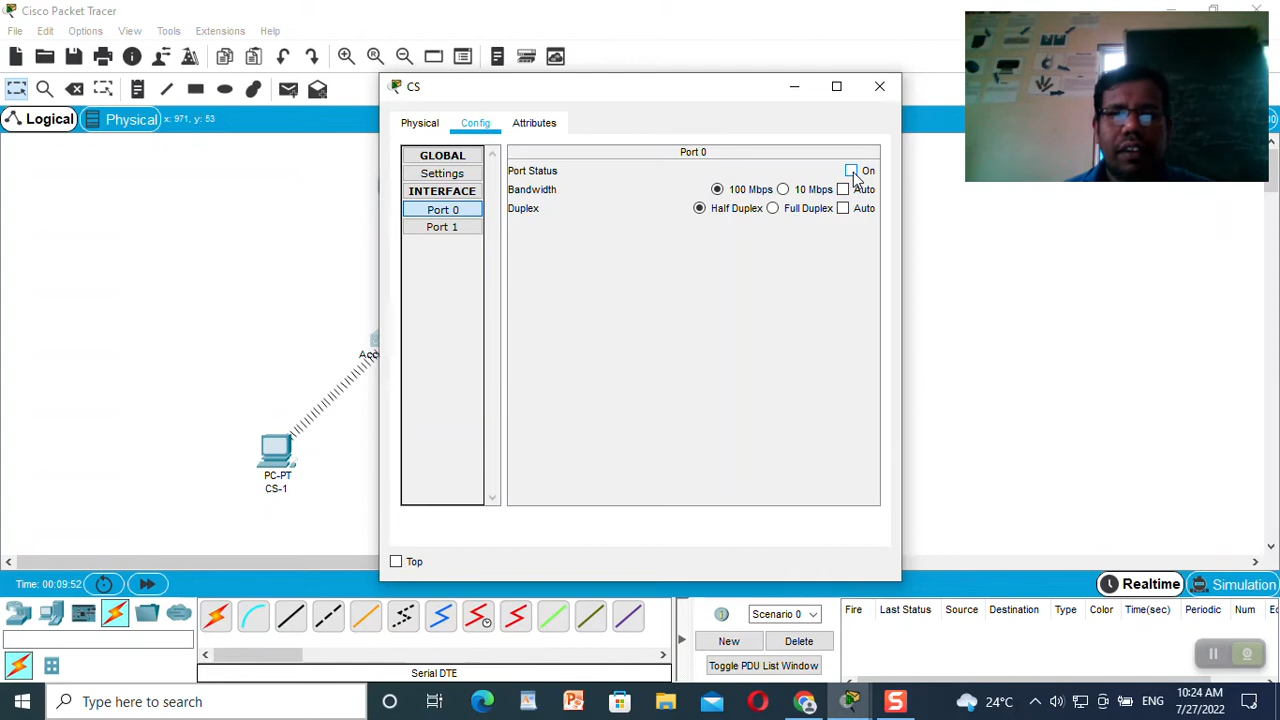 Cisco Packet Tracer
File Edit Options View Tools Extensions Help
Logical Physical x: 971, y: 53
CS
Physical Config Attributes
GLOBAL
Settings
INTERFACE
Port 0
Port 1
Port 0
Port Status On
Bandwidth 100 Mbps 10 Mbps Auto
Duplex Half Duplex Full Duplex Auto
Top
Acc
PC-PT
CS-1
Time: 00:09:52
Realtime Simulation
Scenario 0
New Delete
Toggle PDU List Window
Fire Last Status Source Destination Type Color Time(sec) Periodic Num
Serial DTE
Type here to search
24°C ENG
10:24 AM
7/27/2022